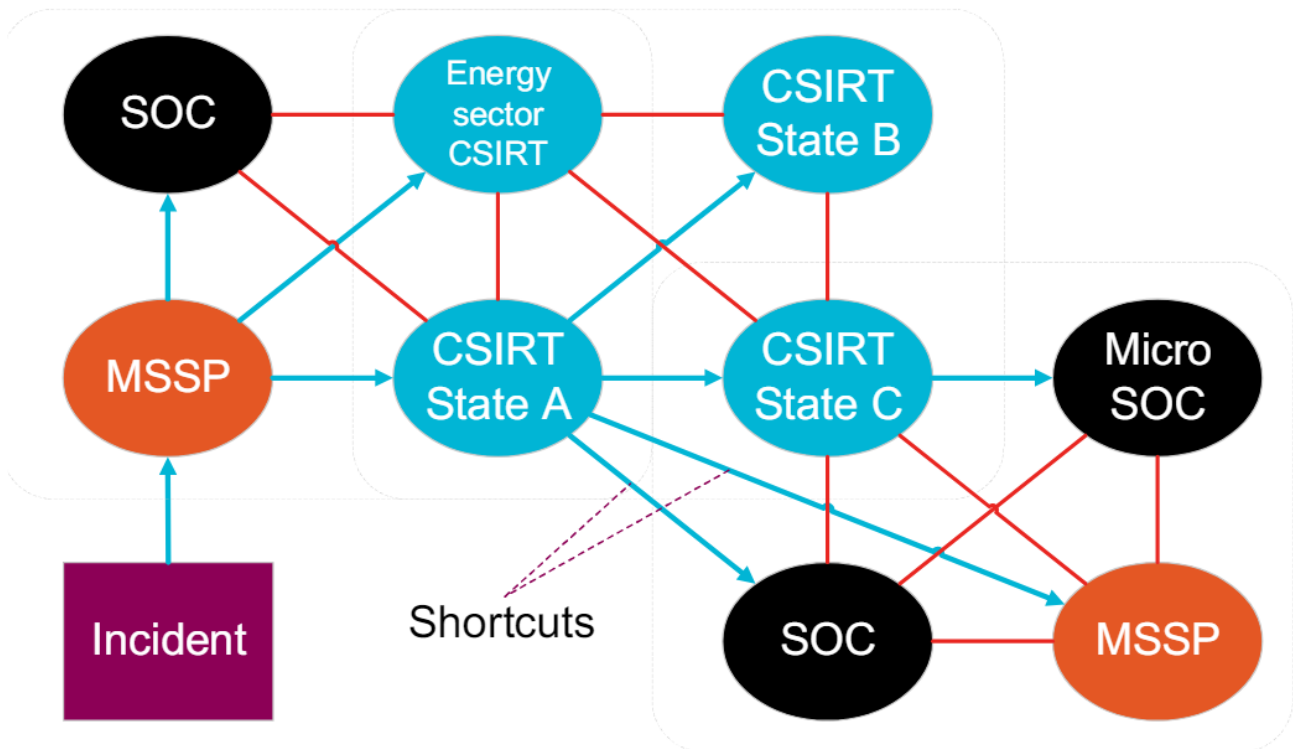 SOC
Energy
sector
CSIRT
CSIRT
State B
MSSP
CSIRT
State A
CSIRT
State C
Micro
SOC
Incident
Shortcuts
SOC
MSSP